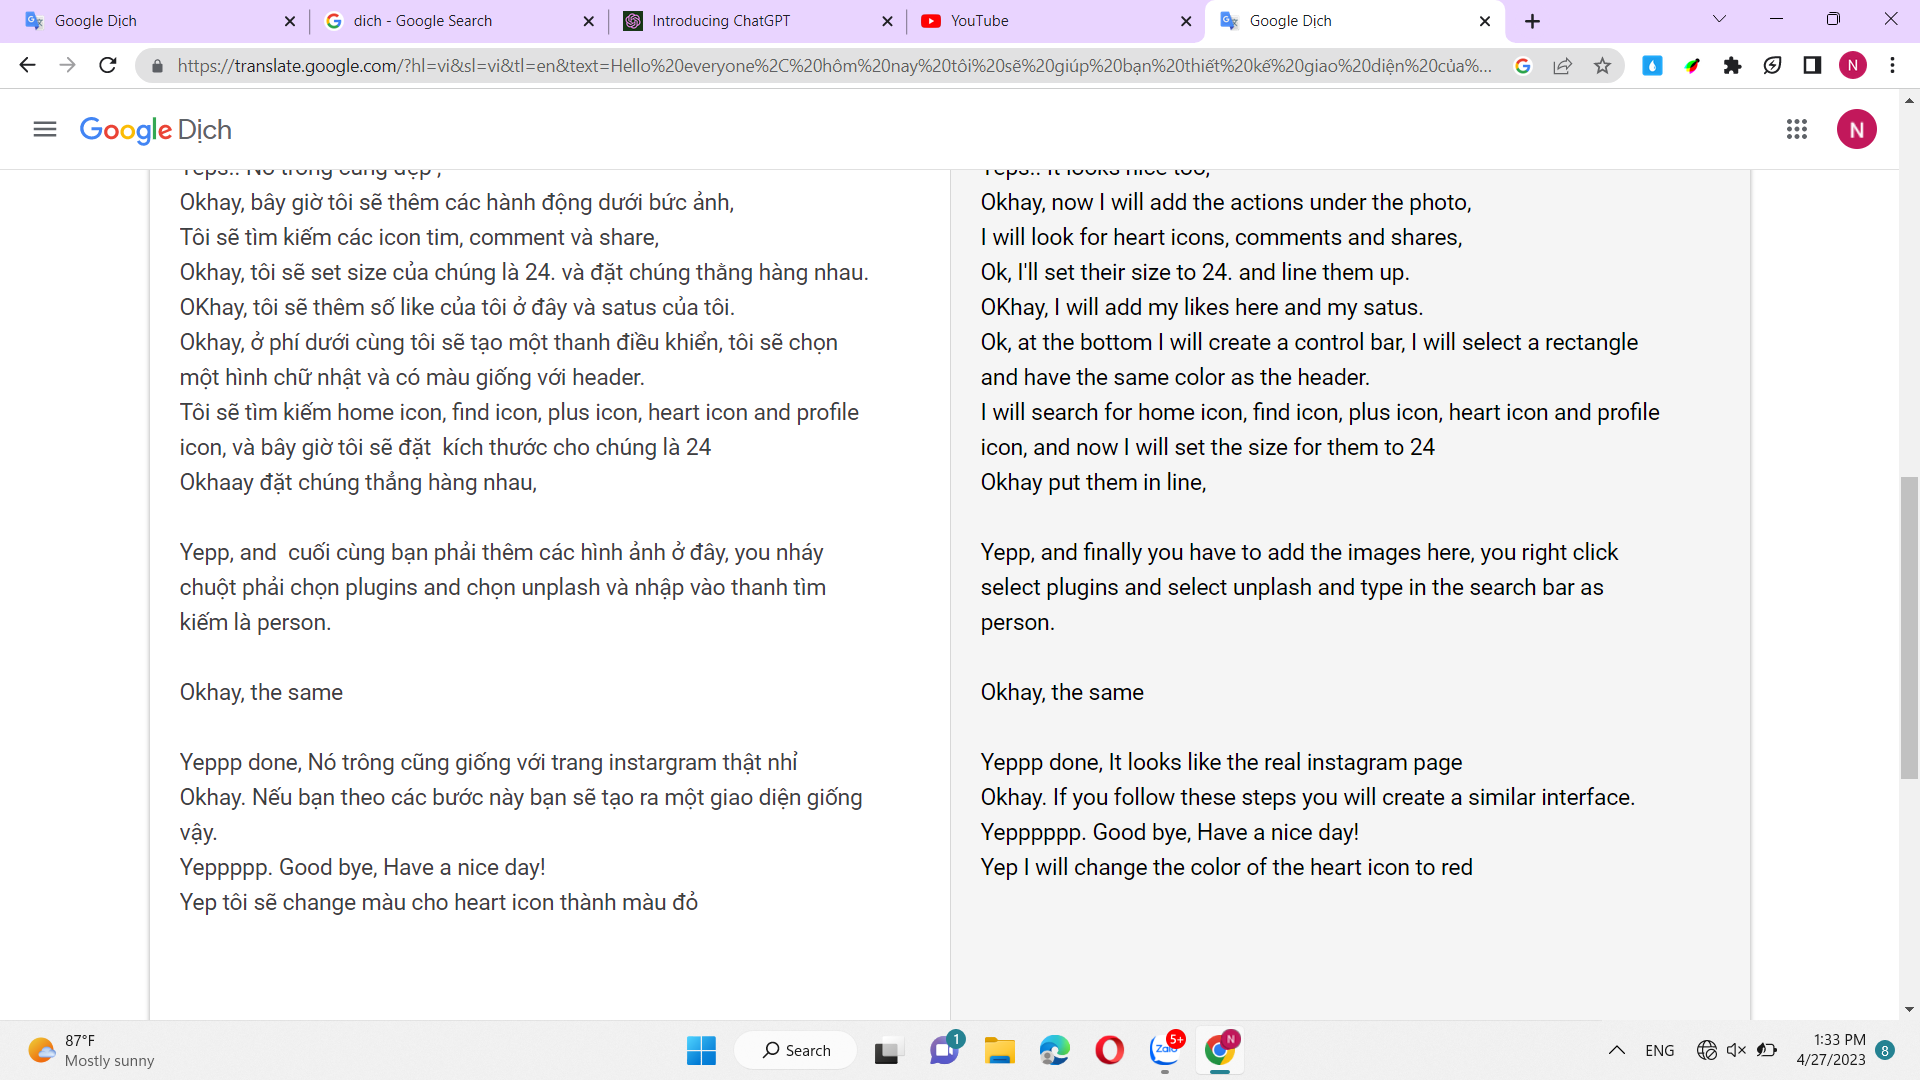 Google Dịch
dich - Google Search
Introducing ChatGPT
YouTube
Google Dịch
https://translate.google.com/?hl=vi&sl=vi&tl=en&text=Hello%20everyone%2C%20hôm%20nay%20tôi%20sẽ%20giúp%20bạn%20thiết%20kế%20giao%20diện%20của%...
N
Google Dịch
N
Yeps.. Nó trông cũng đẹp ,
Okhay, bây giờ tôi sẽ thêm các hành động dưới bức ảnh,
Tôi sẽ tìm kiếm các icon tim, comment và share,
Okhay, tôi sẽ set size của chúng là 24. và đặt chúng thằng hàng nhau.
OKhay, tôi sẽ thêm số like của tôi ở đây và satus của tôi.
Okhay, ở phí dưới cùng tôi sẽ tạo một thanh điều khiển, tôi sẽ chọn
một hình chữ nhật và có màu giống với header.
Tôi sẽ tìm kiếm home icon, find icon, plus icon, heart icon and profile
icon, và bây giờ tôi sẽ đặt  kích thước cho chúng là 24
Okhaay đặt chúng thẳng hàng nhau,
Yepp, and  cuối cùng bạn phải thêm các hình ảnh ở đây, you nháy
chuột phải chọn plugins and chọn unplash và nhập vào thanh tìm
kiếm là person.
Okhay, the same
Yeppp done, Nó trông cũng giống với trang instargram thật nhỉ
Okhay. Nếu bạn theo các bước này bạn sẽ tạo ra một giao diện giống
vậy.
Yeppppp. Good bye, Have a nice day!
Yep tôi sẽ change màu cho heart icon thành màu đỏ
Yeps.. It looks nice too,
Okhay, now I will add the actions under the photo,
I will look for heart icons, comments and shares,
Ok, I'll set their size to 24. and line them up.
OKhay, I will add my likes here and my satus.
Ok, at the bottom I will create a control bar, I will select a rectangle
and have the same color as the header.
I will search for home icon, find icon, plus icon, heart icon and profile
icon, and now I will set the size for them to 24
Okhay put them in line,
Yepp, and finally you have to add the images here, you right click
select plugins and select unplash and type in the search bar as
person.
Okhay, the same
Yeppp done, It looks like the real instagram page
Okhay. If you follow these steps you will create a similar interface.
Yepppppp. Good bye, Have a nice day!
Yep I will change the color of the heart icon to red
87°F
Mostly sunny
Search
1
Zalo
5+
N
ENG
1:33 PM
4/27/2023
8